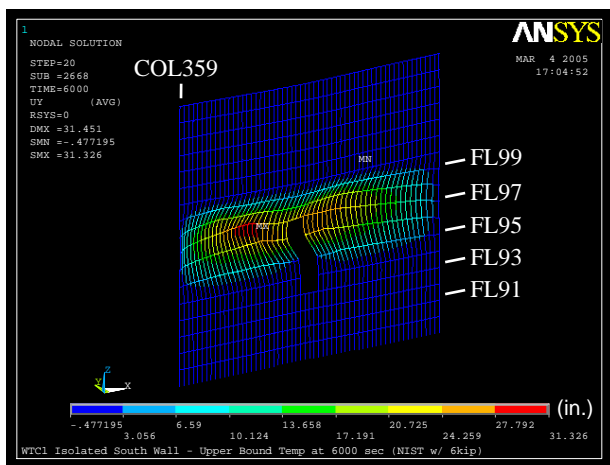 1
ANSYS
NODAL SOLUTION
MAR 4 2005
17:04:52
STEP=20
SUB =2668
TIME=6000
UY (AVG)
RSYS=0
DMX =31.451
SMN =-.477195
SMX =31.326
COL359
MN
FL99
FL97
MX
FL95
FL93
FL91
Z
Y
X
(in.)
-.477195 6.59 13.658 20.725 27.792
3.056 10.124 17.191 24.259 31.326
WTC1 Isolated South Wall - Upper Bound Temp at 6000 sec (NIST w/ 6kip)